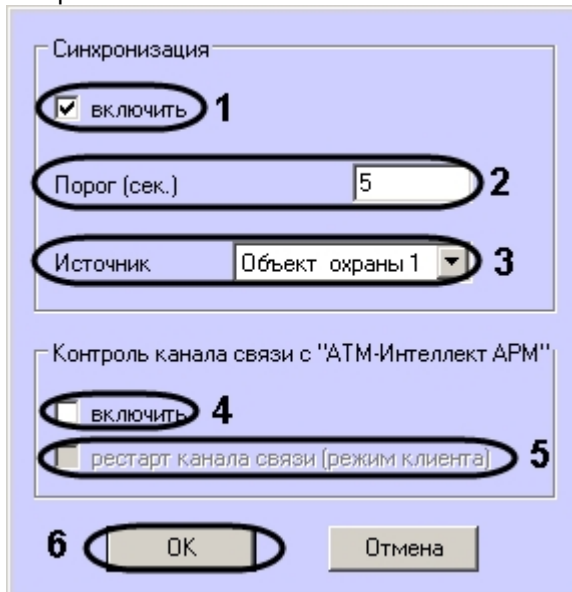 Синхронизация
включить 1
Порог (сек.) 5 2
Источник Объект охраны 1 3
Контроль канала связи с "АТМ-Интеллект АРМ"
включить 4
рестарт канала связи (режим клиента) 5
6 OK Отмена